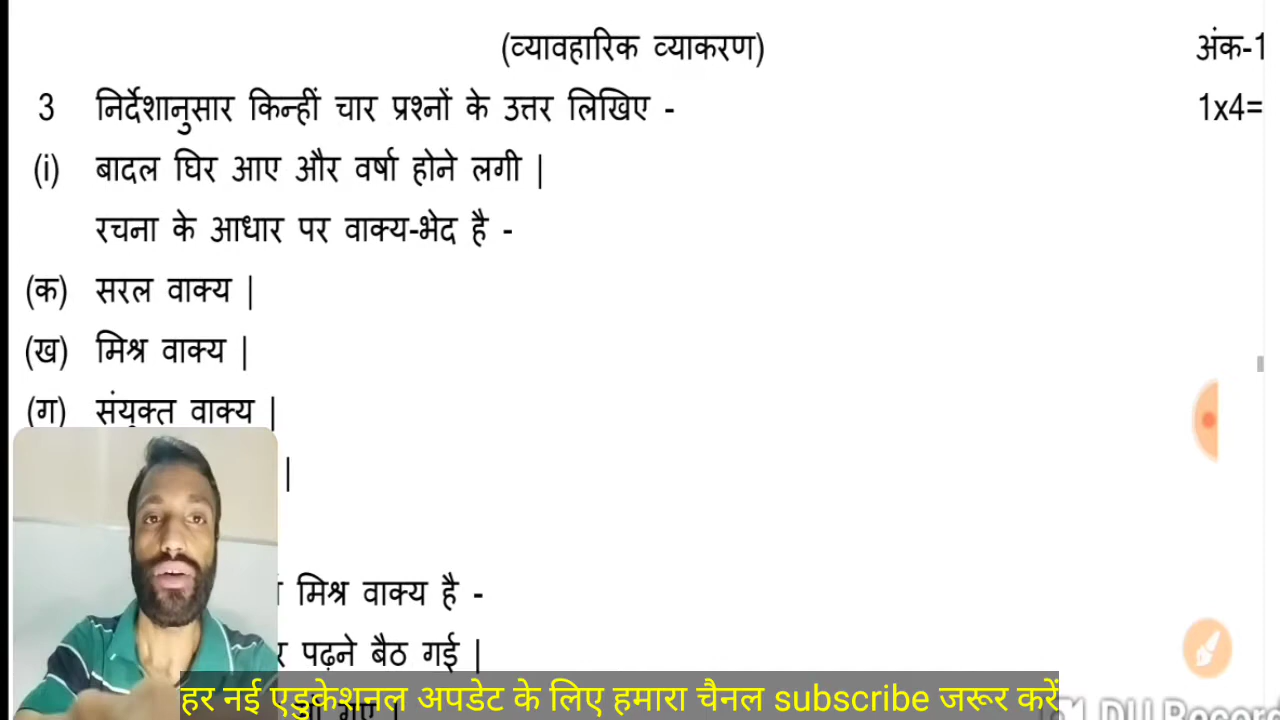 (व्यावहारिक व्याकरण)
अंक-1
3 निर्देशानुसार किन्हीं चार प्रश्नों के उत्तर लिखिए -
1x4=
(i) बादल घिर आए और वर्षा होने लगी |
रचना के आधार पर वाक्य-भेद है -
(क) सरल वाक्य |
(ख) मिश्र वाक्य |
(ग) संयुक्त वाक्य |
|
मिश्र वाक्य है -
पढ़ने बैठ गई |
हर नई एडुकेशनल अपडेट के लिए हमारा चैनल subscribe जरूर करें